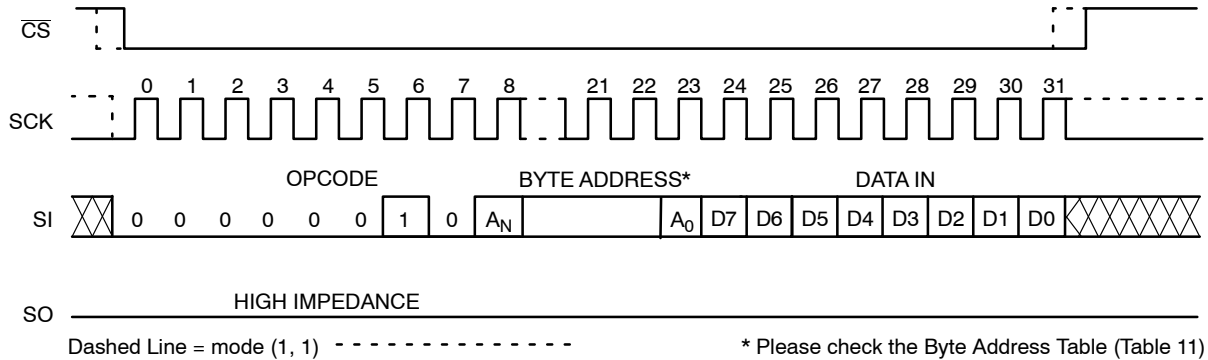 CS
SCK 0 1 2 3 4 5 6 7 8 21 22 23 24 25 26 27 28 29 30 31
OPCODE BYTE ADDRESS* DATA IN
SI 0 0 0 0 0 0 1 0 AN A0 D7 D6 D5 D4 D3 D2 D1 D0
HIGH IMPEDANCE
SO
Dashed Line = mode (1, 1) * Please check the Byte Address Table (Table 11)